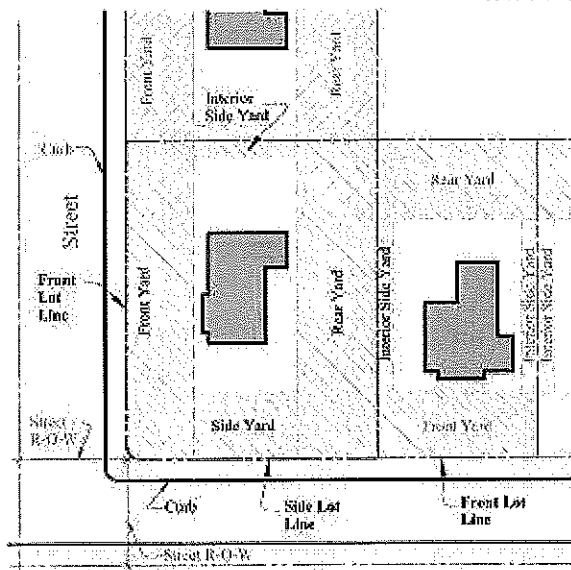 Front Yard
Rear Yard
Interior
Side Yard
Curb
Street
Rear Yard
Front
Lot
Line
Front Yard
Rear Yard
Interior Side Yard
Interior Side Yard
Interior Side Yard
Street
R-O-W
Side Yard
Front Yard
Curb
Side Lot
Line
Front Lot
Line
Street R-O-W